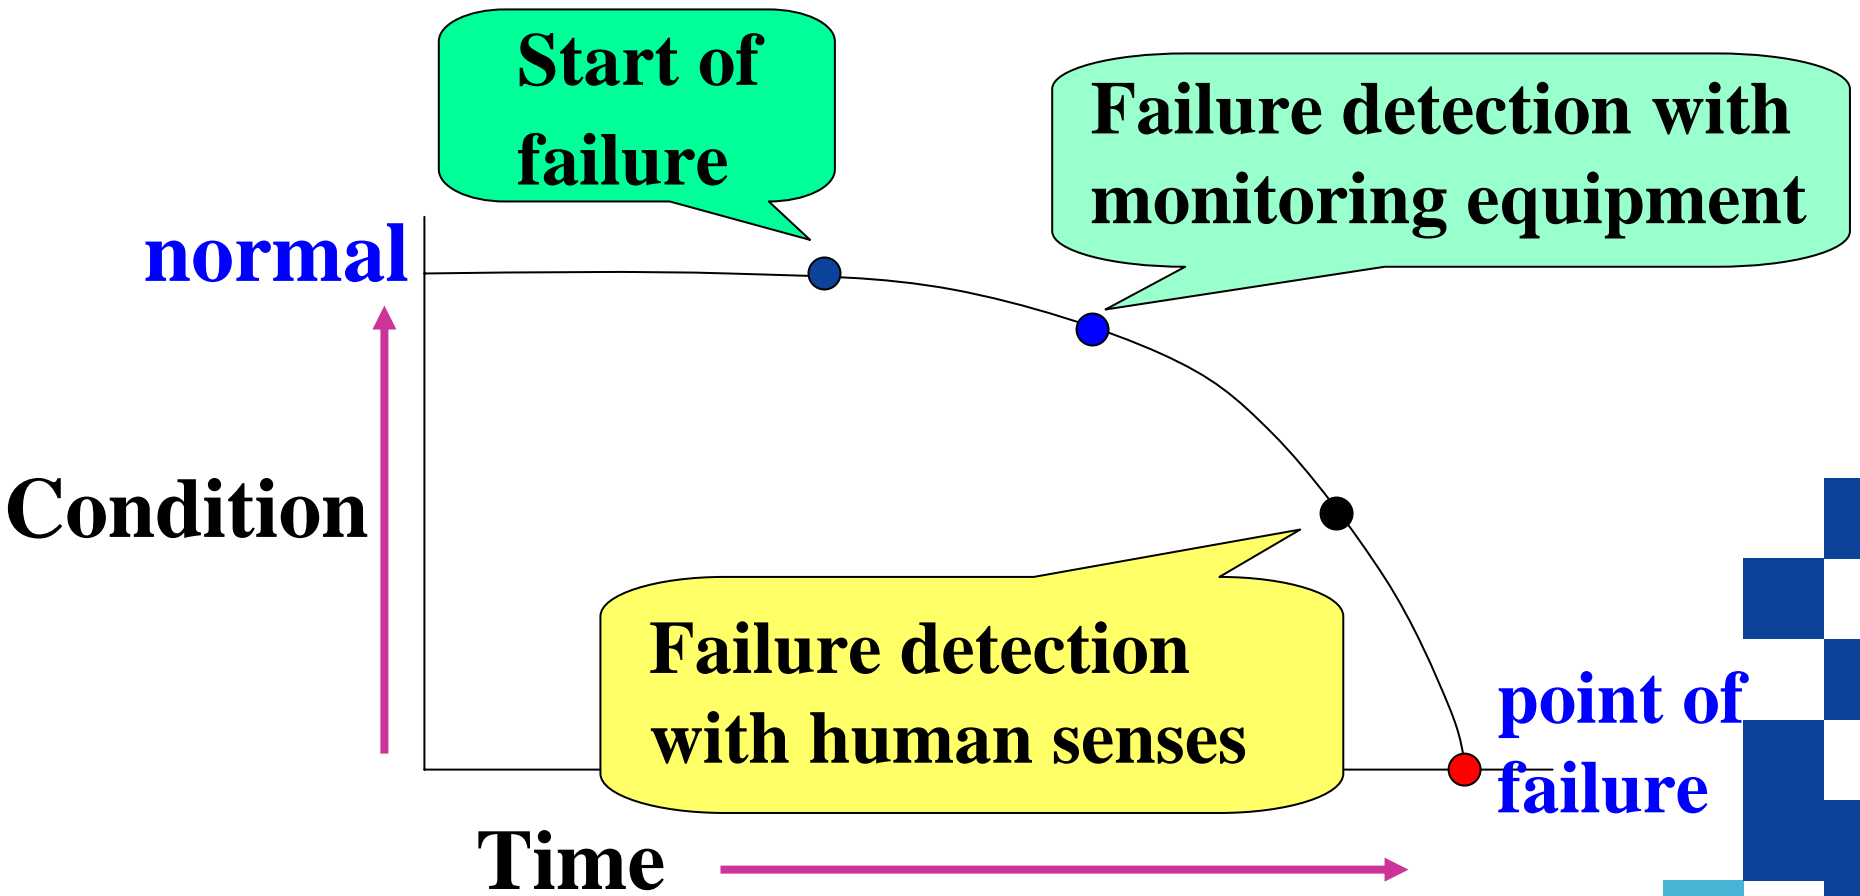 Start of
failure
Failure detection with
monitoring equipment
normal
Condition
Failure detection
with human senses
point of
failure
Time